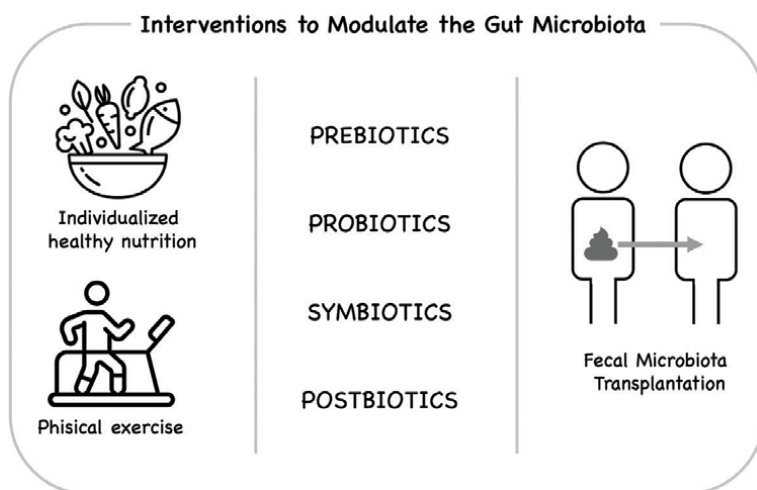 Interventions to Modulate the Gut Microbiota
Individualized
healthy nutrition
Phisical exercise
PREBIOTICS
PROBIOTICS
SYMBIOTICS
POSTBIOTICS
Fecal Microbiota
Transplantation